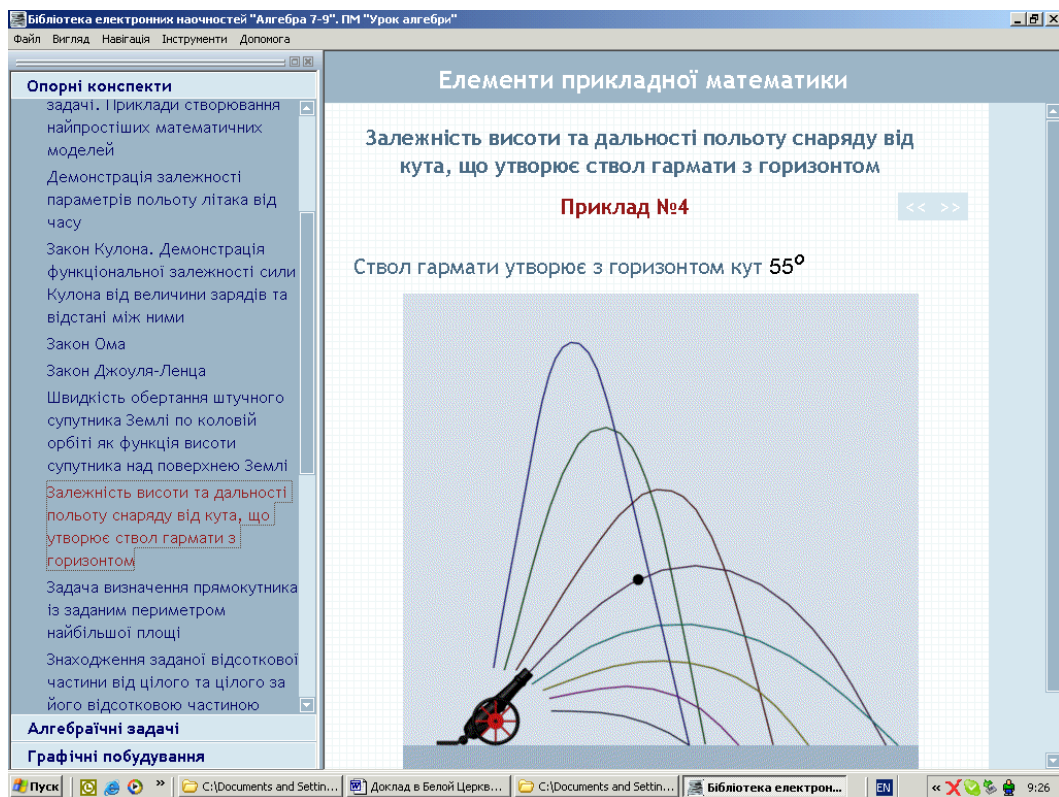 Бібліотека електронних наочностей "Алгебра 7-9". ПМ "Урок алгебри"
Файл Вигляд Навігація Інструменти Допомога
Опорні конспекти
задачі. Приклади створювання
найпростіших математичних
моделей
Демонстрація залежності
параметрів польоту літака від
часу
Закон Кулона. Демонстрація
функціональної залежності сили
Кулона від величини зарядів та
відстані між ними
Закон Ома
Закон Джоуля-Ленца
Швидкість обертання штучного
супутника Землі по коловій
орбіті як функція висоти
супутника над поверхнею Землі
Залежність висоти та дальності
польоту снаряду від кута, що
утворює ствол гармати з
горизонтом
Задача визначення прямокутника
із заданим периметром
найбільшої площі
Знаходження заданої відсоткової
частини від цілого та цілого за
його відсотковою частиною
Алгебраїчні задачі
Графічні побудування
Елементи прикладної математики
Залежність висоти та дальності польоту снаряду від
кута, що утворює ствол гармати з горизонтом
Приклад №4
<< >>
Ствол гармати утворює з горизонтом кут 55°
Пуск » C:\Documents and Settin... Доклад в Белой Церкв... C:\Documents and Settin... Бібліотека електрон... EN « 9:26